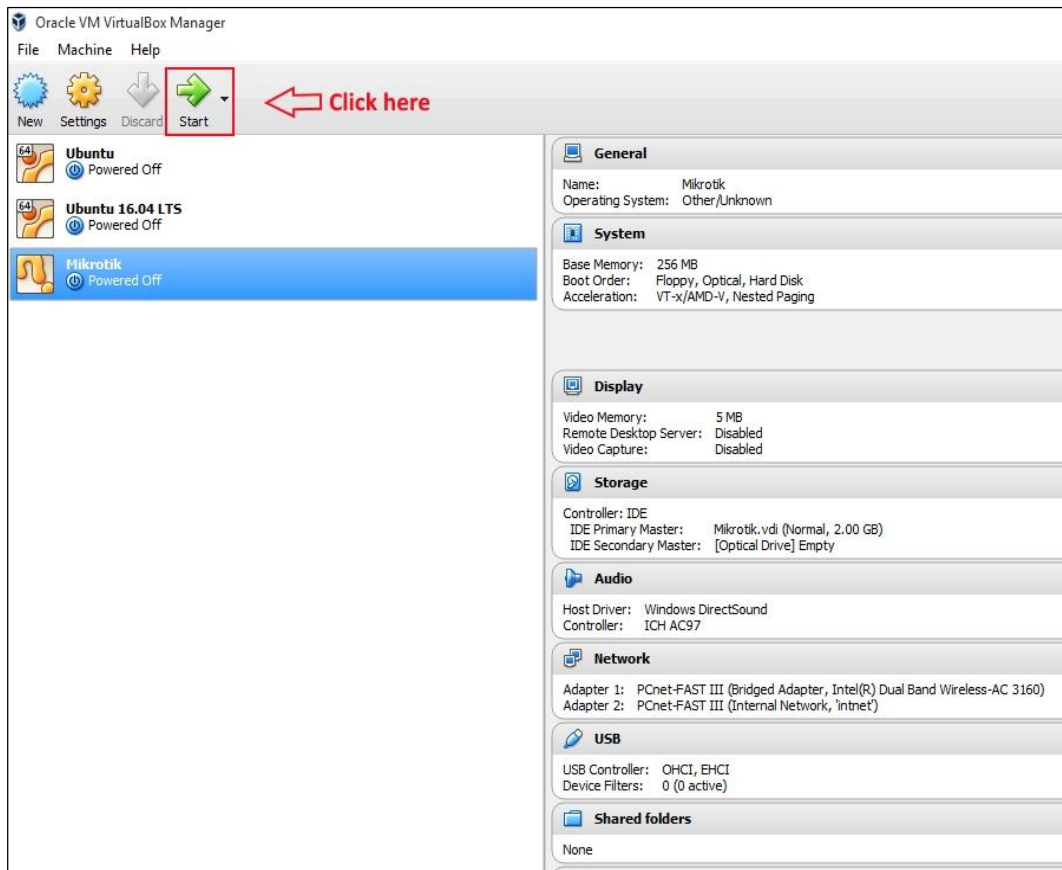 Oracle VM VirtualBox Manager
File Machine Help
New Settings Discard Start
Click here
64 Ubuntu
Powered Off
64 Ubuntu 16.04 LTS
Powered Off
Mikrotik
Powered Off
General
Name: Mikrotik
Operating System: Other/Unknown
System
Base Memory: 256 MB
Boot Order: Floppy, Optical, Hard Disk
Acceleration: VT-x/AMD-V, Nested Paging
Display
Video Memory: 5 MB
Remote Desktop Server: Disabled
Video Capture: Disabled
Storage
Controller: IDE
IDE Primary Master: Mikrotik.vdi (Normal, 2.00 GB)
IDE Secondary Master: [Optical Drive] Empty
Audio
Host Driver: Windows DirectSound
Controller: ICH AC97
Network
Adapter 1: PCnet-FAST III (Bridged Adapter, Intel(R) Dual Band Wireless-AC 3160)
Adapter 2: PCnet-FAST III (Internal Network, 'intnet')
USB
USB Controller: OHCI, EHCI
Device Filters: 0 (0 active)
Shared folders
None